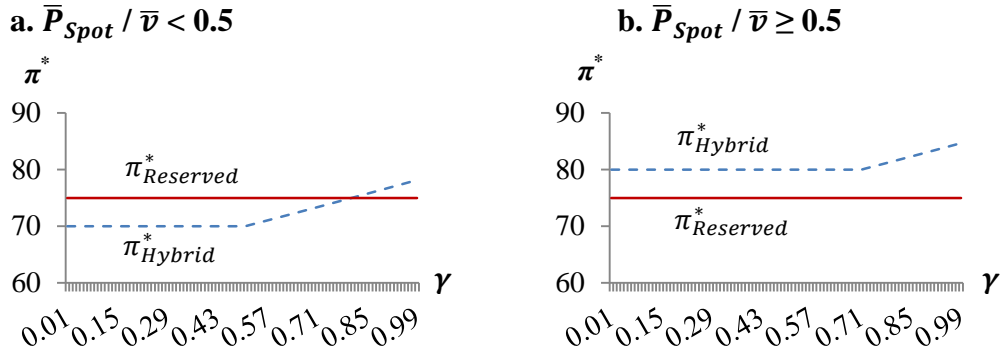 a. P̅Spot / v̅ < 0.5
π*
90
80
70
60
π*Reserved
π*Hybrid
γ
0.01 0.15 0.29 0.43 0.57 0.71 0.85 0.99
b. P̅Spot / v̅ ≥ 0.5
π*
90
80
70
60
π*Hybrid
π*Reserved
γ
0.01 0.15 0.29 0.43 0.57 0.71 0.85 0.99